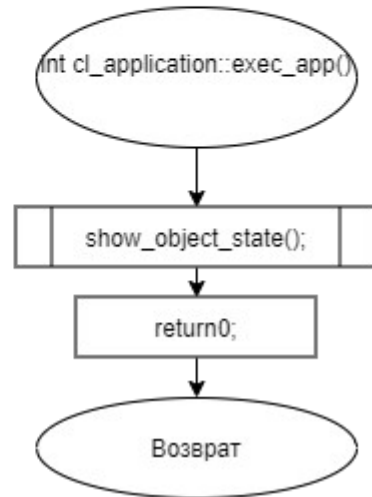 int cl_application::exec_app()
show_object_state();
return0;
Возврат